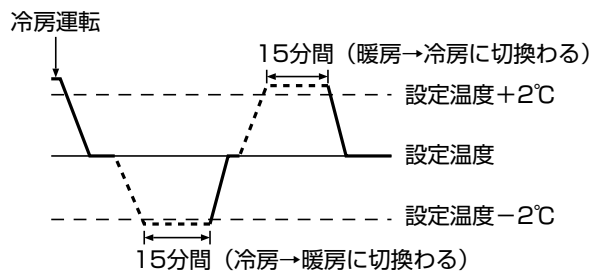 冷房運転
15分間（暖房→冷房に切換わる）
設定温度＋2℃
設定温度
設定温度−2℃
15分間（冷房→暖房に切換わる）